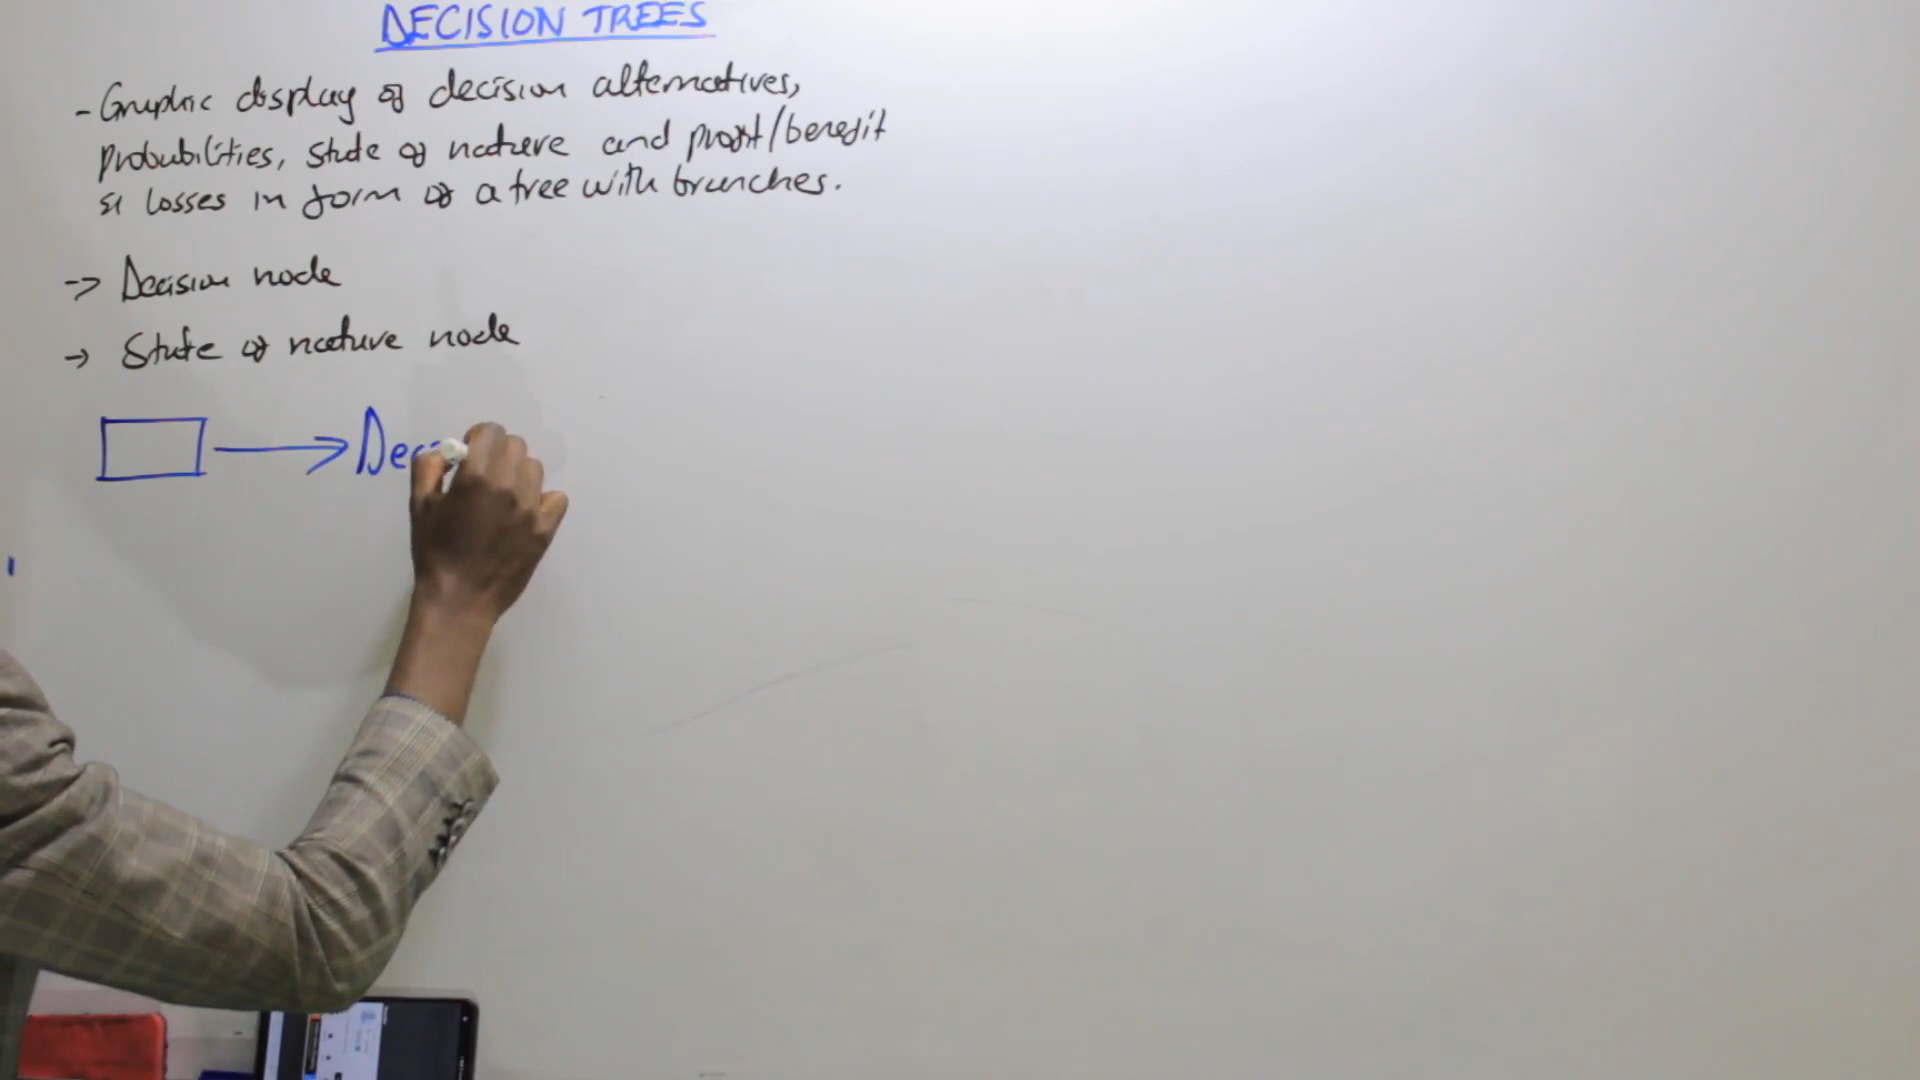 DECISION TREES
- Graphic display of decision alternatives,
probabilities, state of nature and profit/benefit
& losses in form of a tree with branches.
-> Decision node
-> State of nature node
Dec